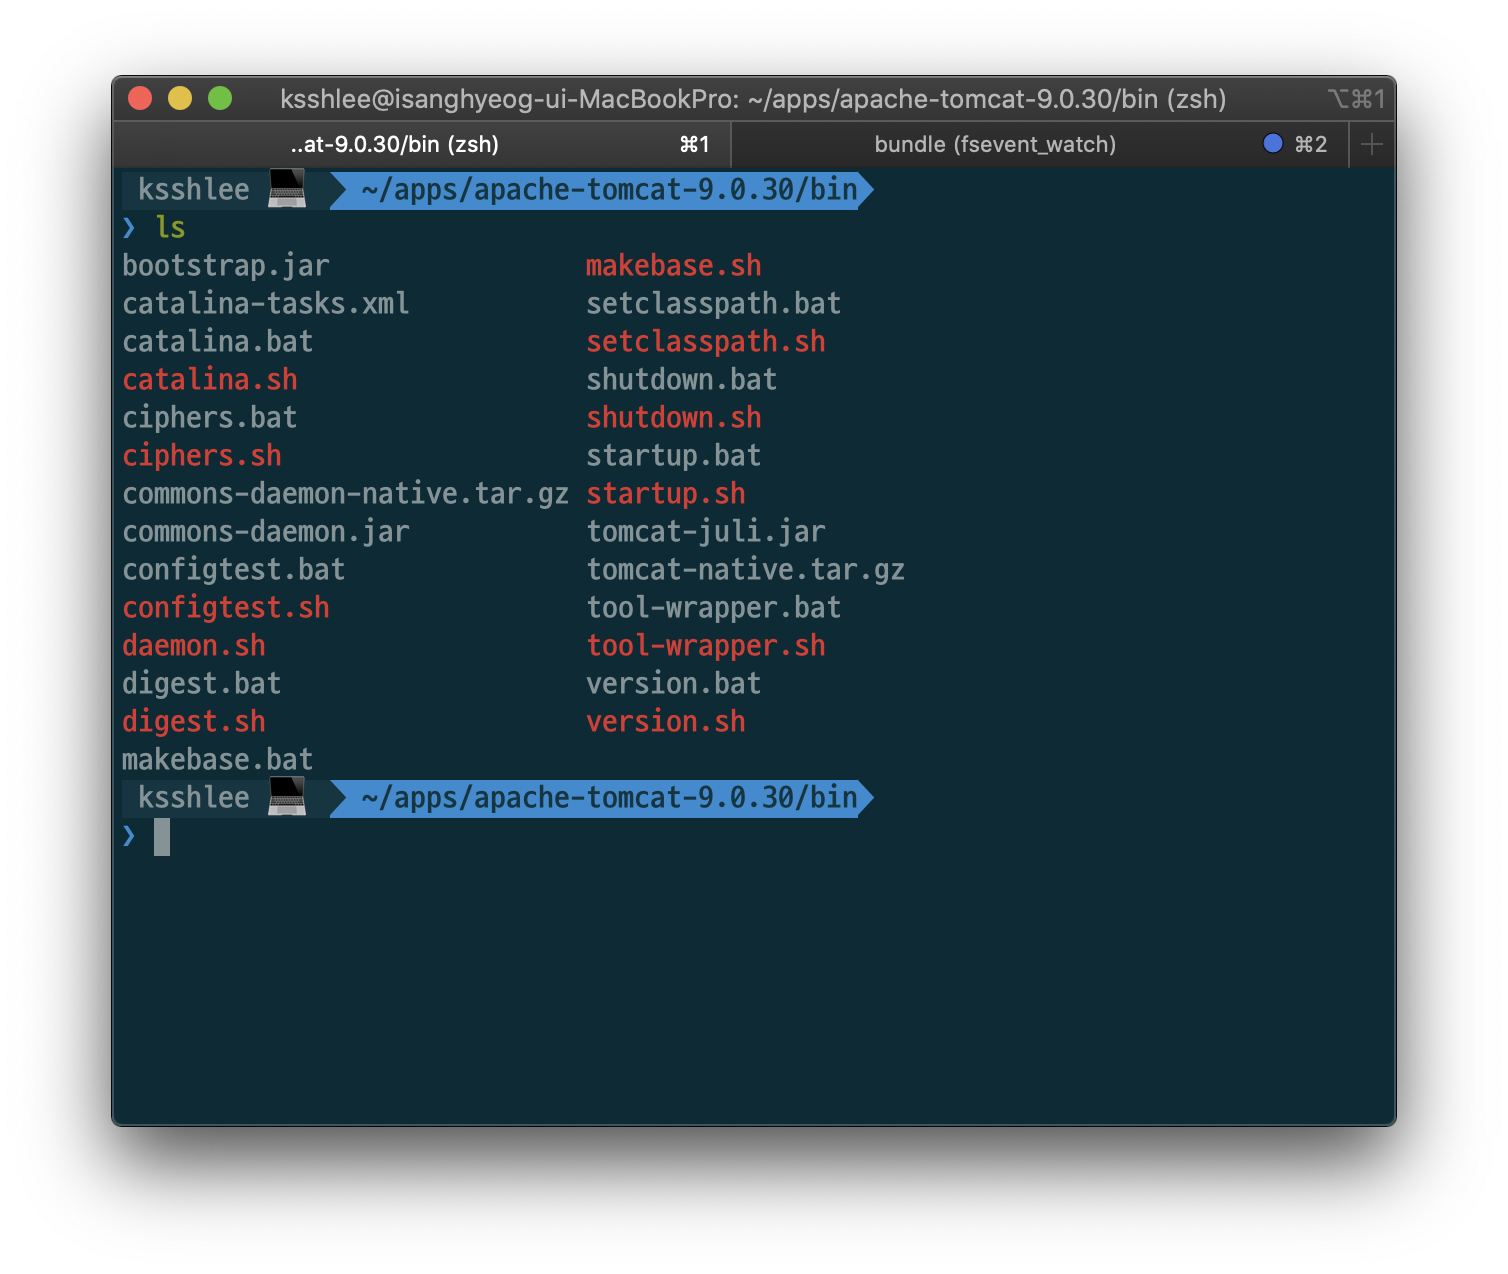 ksshlee@isanghyeog-ui-MacBookPro: ~/apps/apache-tomcat-9.0.30/bin (zsh) ⌥⌘1
..at-9.0.30/bin (zsh) ⌘1 bundle (fsevent_watch) ⌘2 +
ksshlee 💻 ~/apps/apache-tomcat-9.0.30/bin
❯ ls
bootstrap.jar makebase.sh
catalina-tasks.xml setclasspath.bat
catalina.bat setclasspath.sh
catalina.sh shutdown.bat
ciphers.bat shutdown.sh
ciphers.sh startup.bat
commons-daemon-native.tar.gz startup.sh
commons-daemon.jar tomcat-juli.jar
configtest.bat tomcat-native.tar.gz
configtest.sh tool-wrapper.bat
daemon.sh tool-wrapper.sh
digest.bat version.bat
digest.sh version.sh
makebase.bat
ksshlee 💻 ~/apps/apache-tomcat-9.0.30/bin
❯